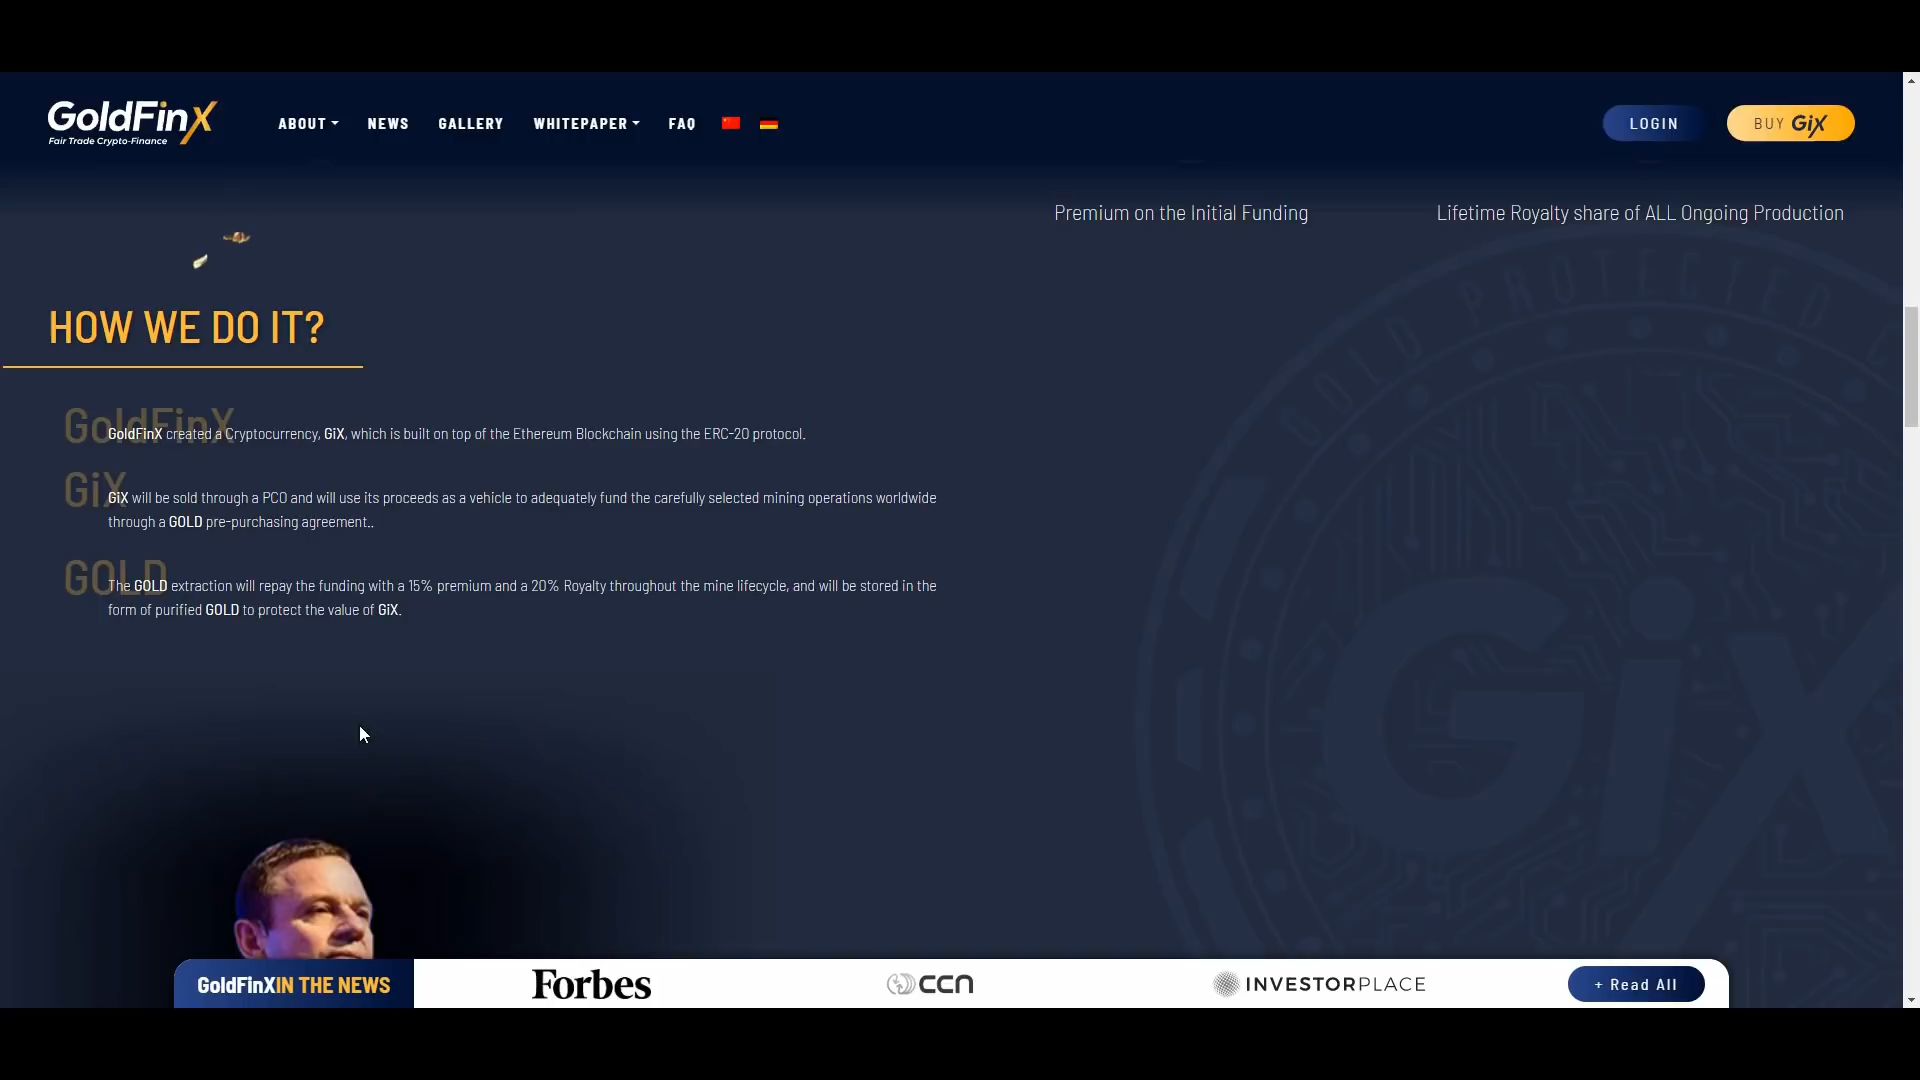 GoldFinX
Fair Trade Crypto-Finance
ABOUT
NEWS
GALLERY
WHITEPAPER
FAQ
LOGIN
BUY GiX
Premium on the Initial Funding
Lifetime Royalty share of ALL Ongoing Production
HOW WE DO IT?
GoldFinX
GoldFinX created a Cryptocurrency, GiX, which is built on top of the Ethereum Blockchain using the ERC-20 protocol.
GiX
GiX will be sold through a PCO and will use its proceeds as a vehicle to adequately fund the carefully selected mining operations worldwide
through a GOLD pre-purchasing agreement..
GOLD
The GOLD extraction will repay the funding with a 15% premium and a 20% Royalty throughout the mine lifecycle, and will be stored in the
form of purified GOLD to protect the value of GiX.
GOLD PROTECTED C
GiX
GoldFinX IN THE NEWS
Forbes
CCN
INVESTORPLACE
+ Read All